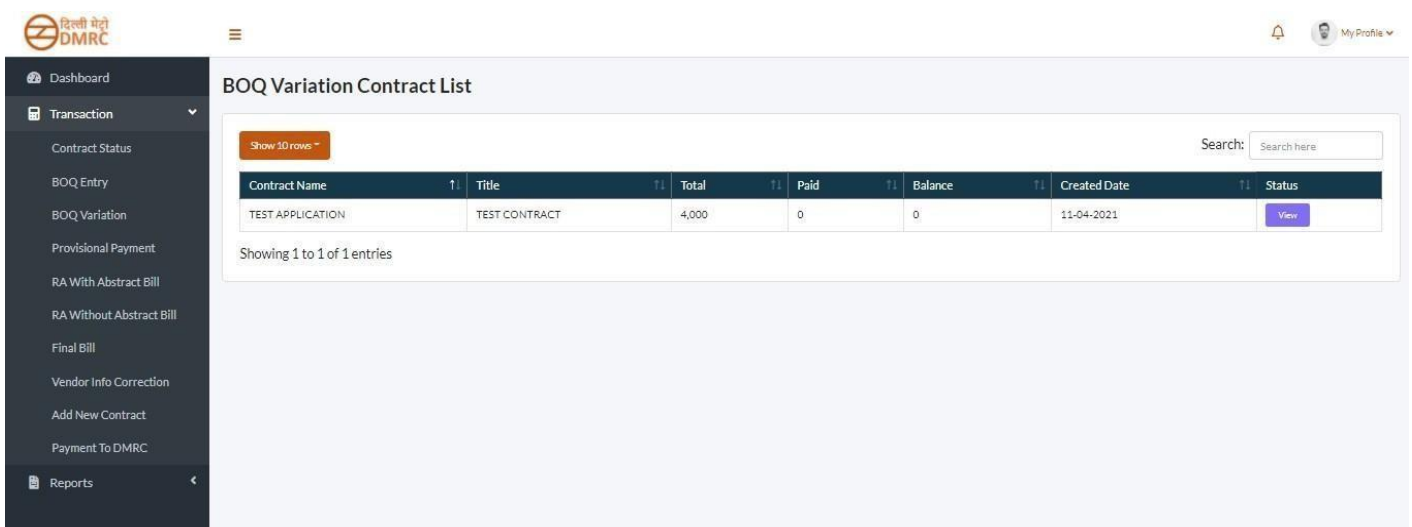 दिल्ली मेट्रो
DMRC
My Profile
Dashboard
Transaction
Contract Status
BOQ Entry
BOQ Variation
Provisional Payment
RA With Abstract Bill
RA Without Abstract Bill
Final Bill
Vendor Info Correction
Add New Contract
Payment To DMRC
Reports
BOQ Variation Contract List
Show 10 rows
Search: Search here
Contract Name Title Total Paid Balance Created Date Status
TEST APPLICATION TEST CONTRACT 4,000 0 0 11-04-2021 View
Showing 1 to 1 of 1 entries